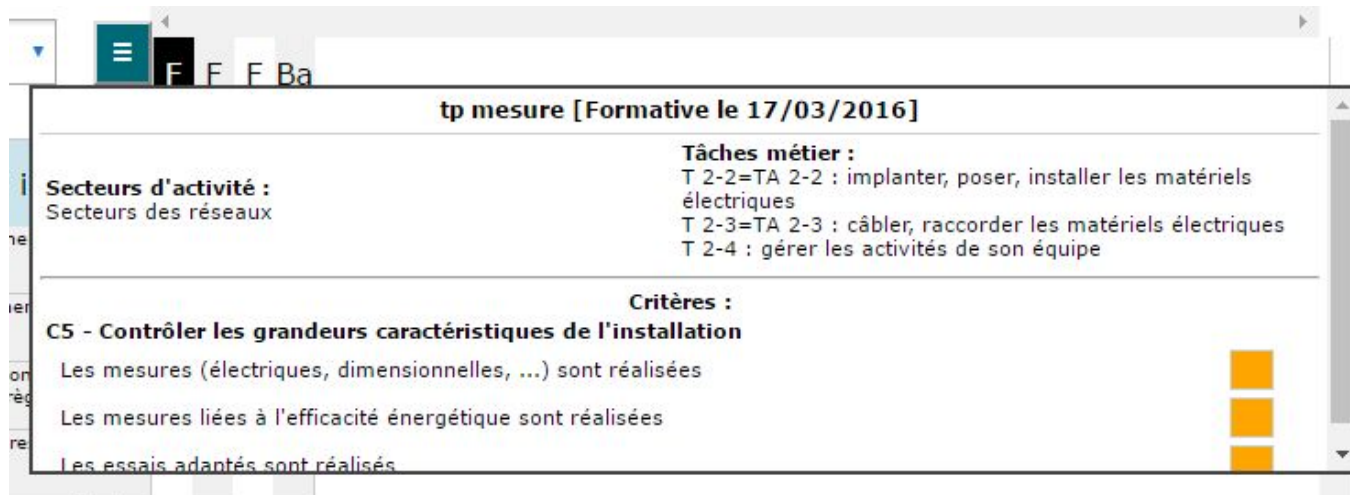 F F F Ba
tp mesure [Formative le 17/03/2016]
Secteurs d'activité :
Secteurs des réseaux
Tâches métier :
T 2-2=TA 2-2 : implanter, poser, installer les matériels
électriques
T 2-3=TA 2-3 : câbler, raccorder les matériels électriques
T 2-4 : gérer les activités de son équipe
Critères :
C5 - Contrôler les grandeurs caractéristiques de l'installation
Les mesures (électriques, dimensionnelles, ...) sont réalisées
Les mesures liées à l'efficacité énergétique sont réalisées
Les essais adaptés sont réalisés